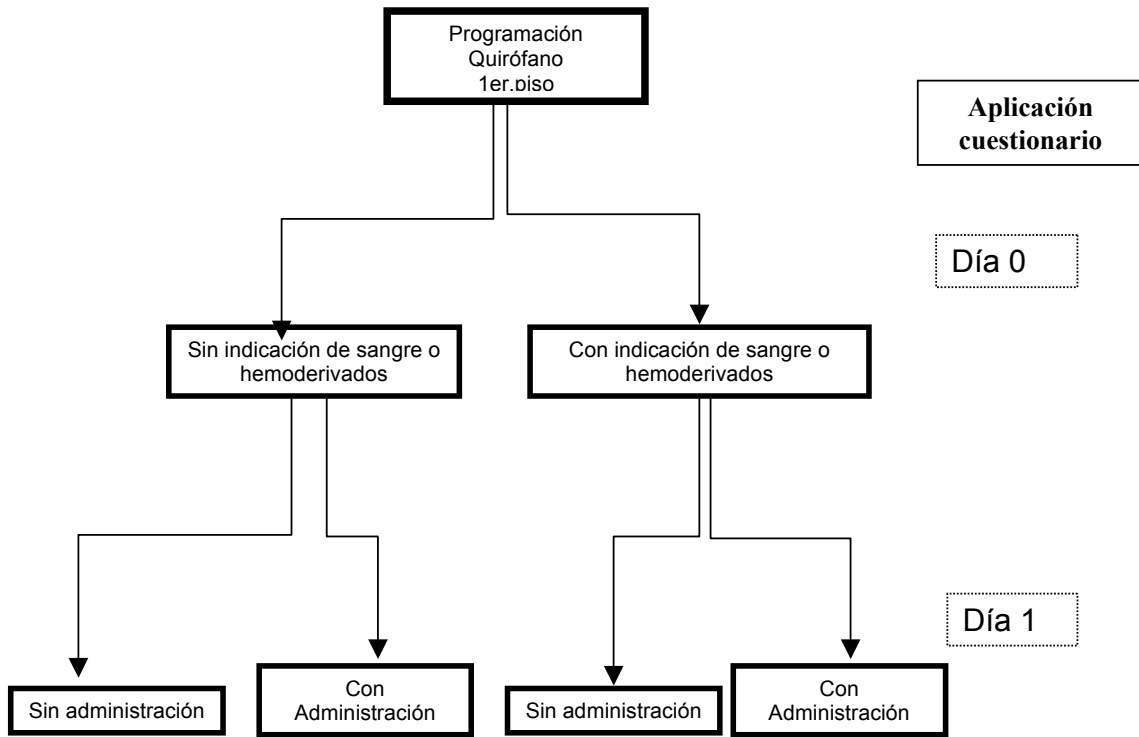 Programación
Quirófano
1er.piso
Aplicación
cuestionario
Día 0
Sin indicación de sangre o
hemoderivados
Con indicación de sangre o
hemoderivados
Día 1
Sin administración
Con
Administración
Sin administración
Con
Administración